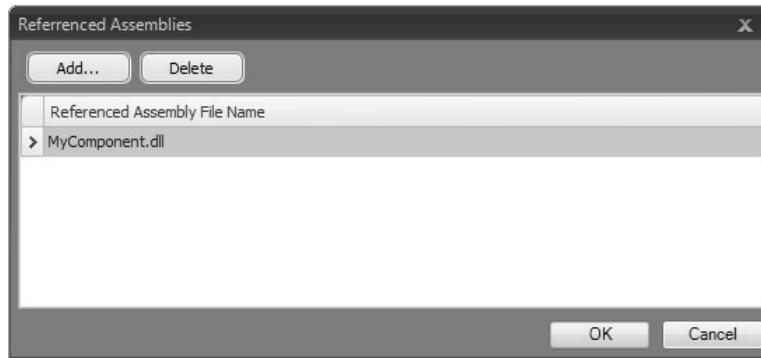 Referrenced Assemblies x
Add... Delete
Referenced Assembly File Name
MyComponent.dll
OK Cancel